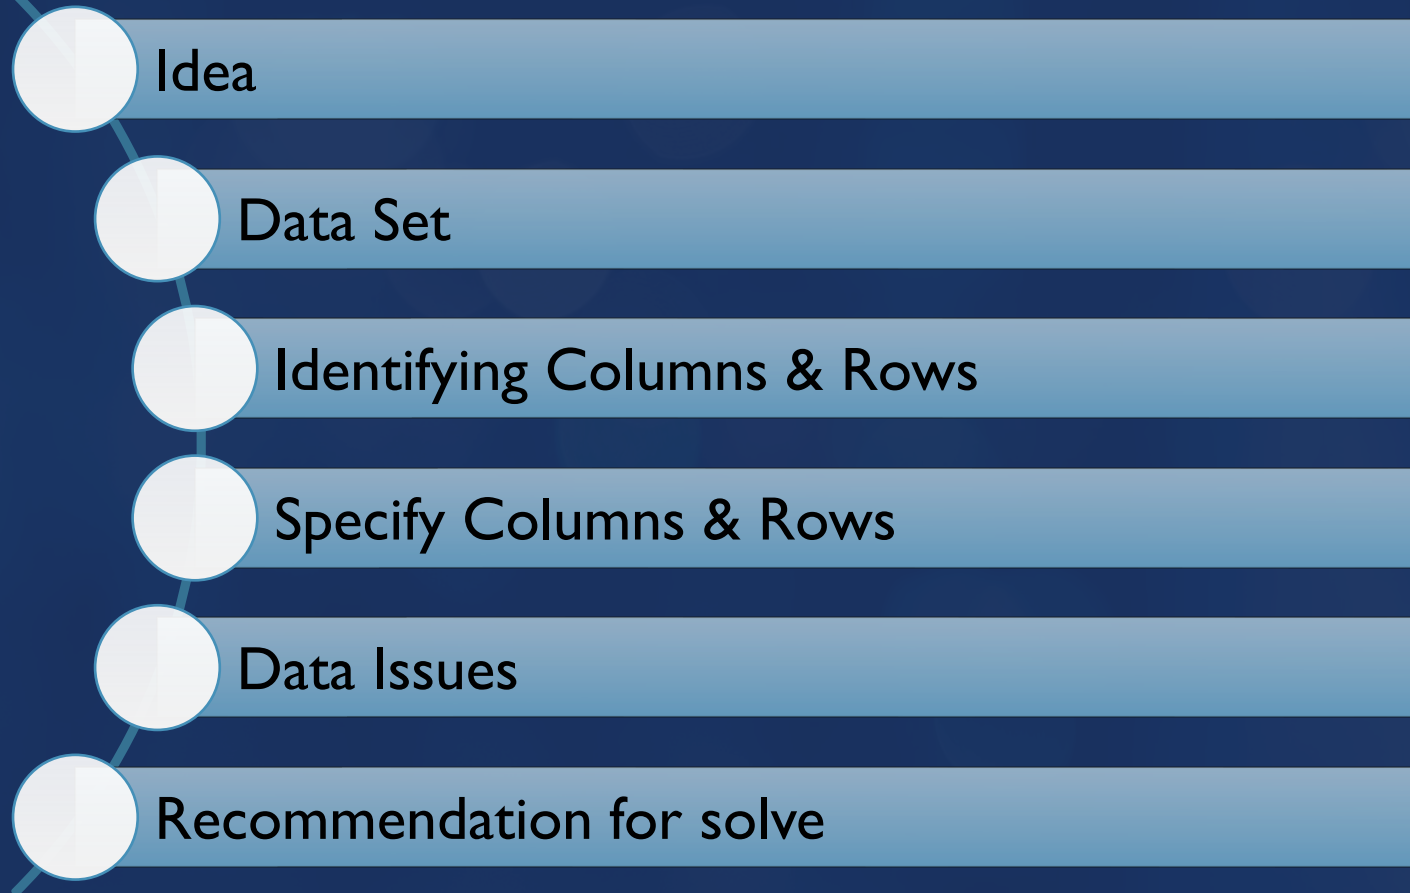 Idea
Data Set
Identifying Columns & Rows
Specify Columns & Rows
Data Issues
Recommendation for solve